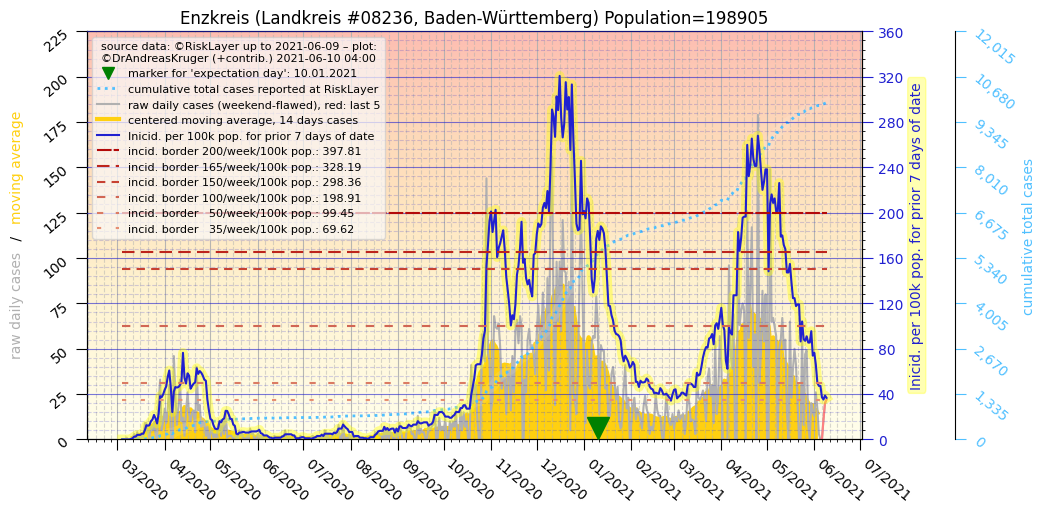 Enzkreis (Landkreis #08236, Baden-Württemberg) Population=198905
source data: ©RiskLayer up to 2021-06-09 – plot:
©DrAndreasKruger (+contrib.) 2021-06-10 04:00
marker for 'expectation day': 10.01.2021
cumulative total cases reported at RiskLayer
raw daily cases (weekend-flawed), red: last 5
centered moving average, 14 days cases
Inicid. per 100k pop. for prior 7 days of date
incid. border 200/week/100k pop.: 397.81
incid. border 165/week/100k pop.: 328.19
incid. border 150/week/100k pop.: 298.36
incid. border 100/week/100k pop.: 198.91
incid. border   50/week/100k pop.: 99.45
incid. border   35/week/100k pop.: 69.62
raw daily cases / moving average
225
200
175
150
125
100
75
50
25
0
360
320
280
240
200
160
120
80
40
0
Inicid. per 100k pop. for prior 7 days of date
12,015
10,680
9,345
8,010
6,675
5,340
4,005
2,670
1,335
0
cumulative total cases
03/2020
04/2020
05/2020
06/2020
07/2020
08/2020
09/2020
10/2020
11/2020
12/2020
01/2021
02/2021
03/2021
04/2021
05/2021
06/2021
07/2021